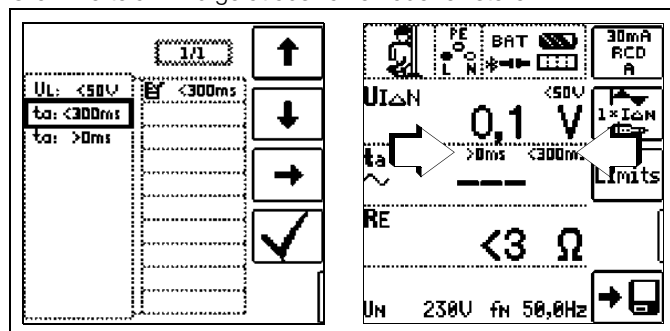 1/1
UL: <50V
ta: <300ms
ta: >0ms
<300ms
PE
L N
BAT
30mA
RCD
A
UI△N
<50V
0,1 V
1×I△N
ta
>0ms <300ms
---
Limits
RE
<3 Ω
UN 230V fN 50,0Hz